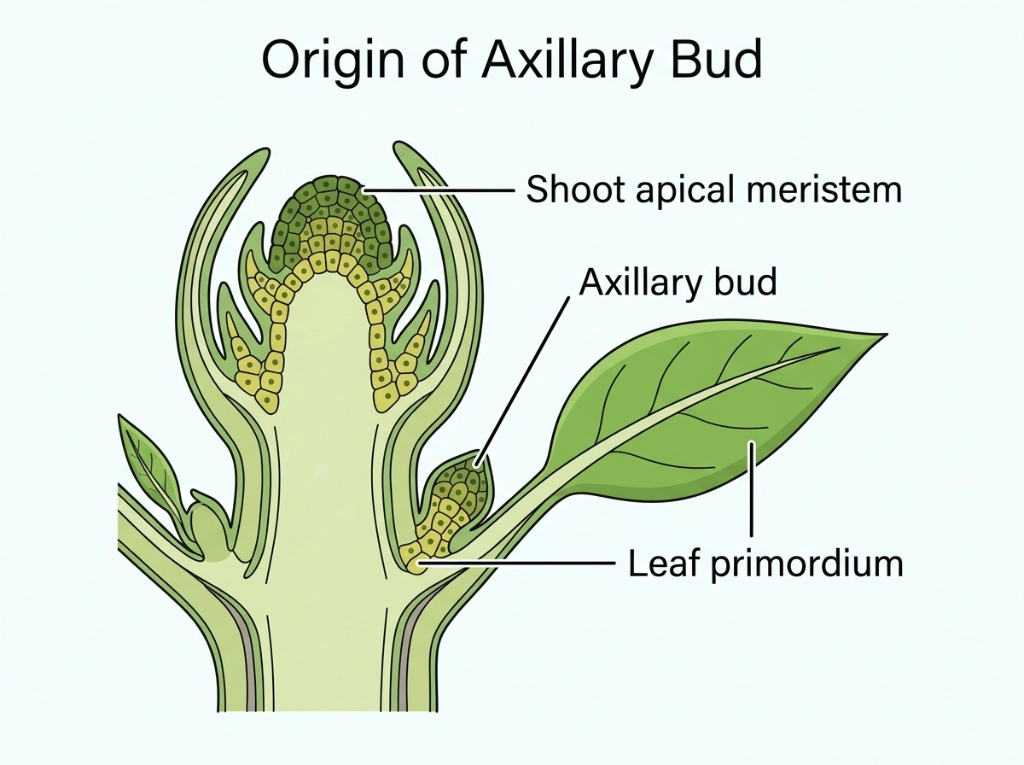 Origin of Axillary Bud
Shoot apical meristem
Axillary bud
Leaf primordium